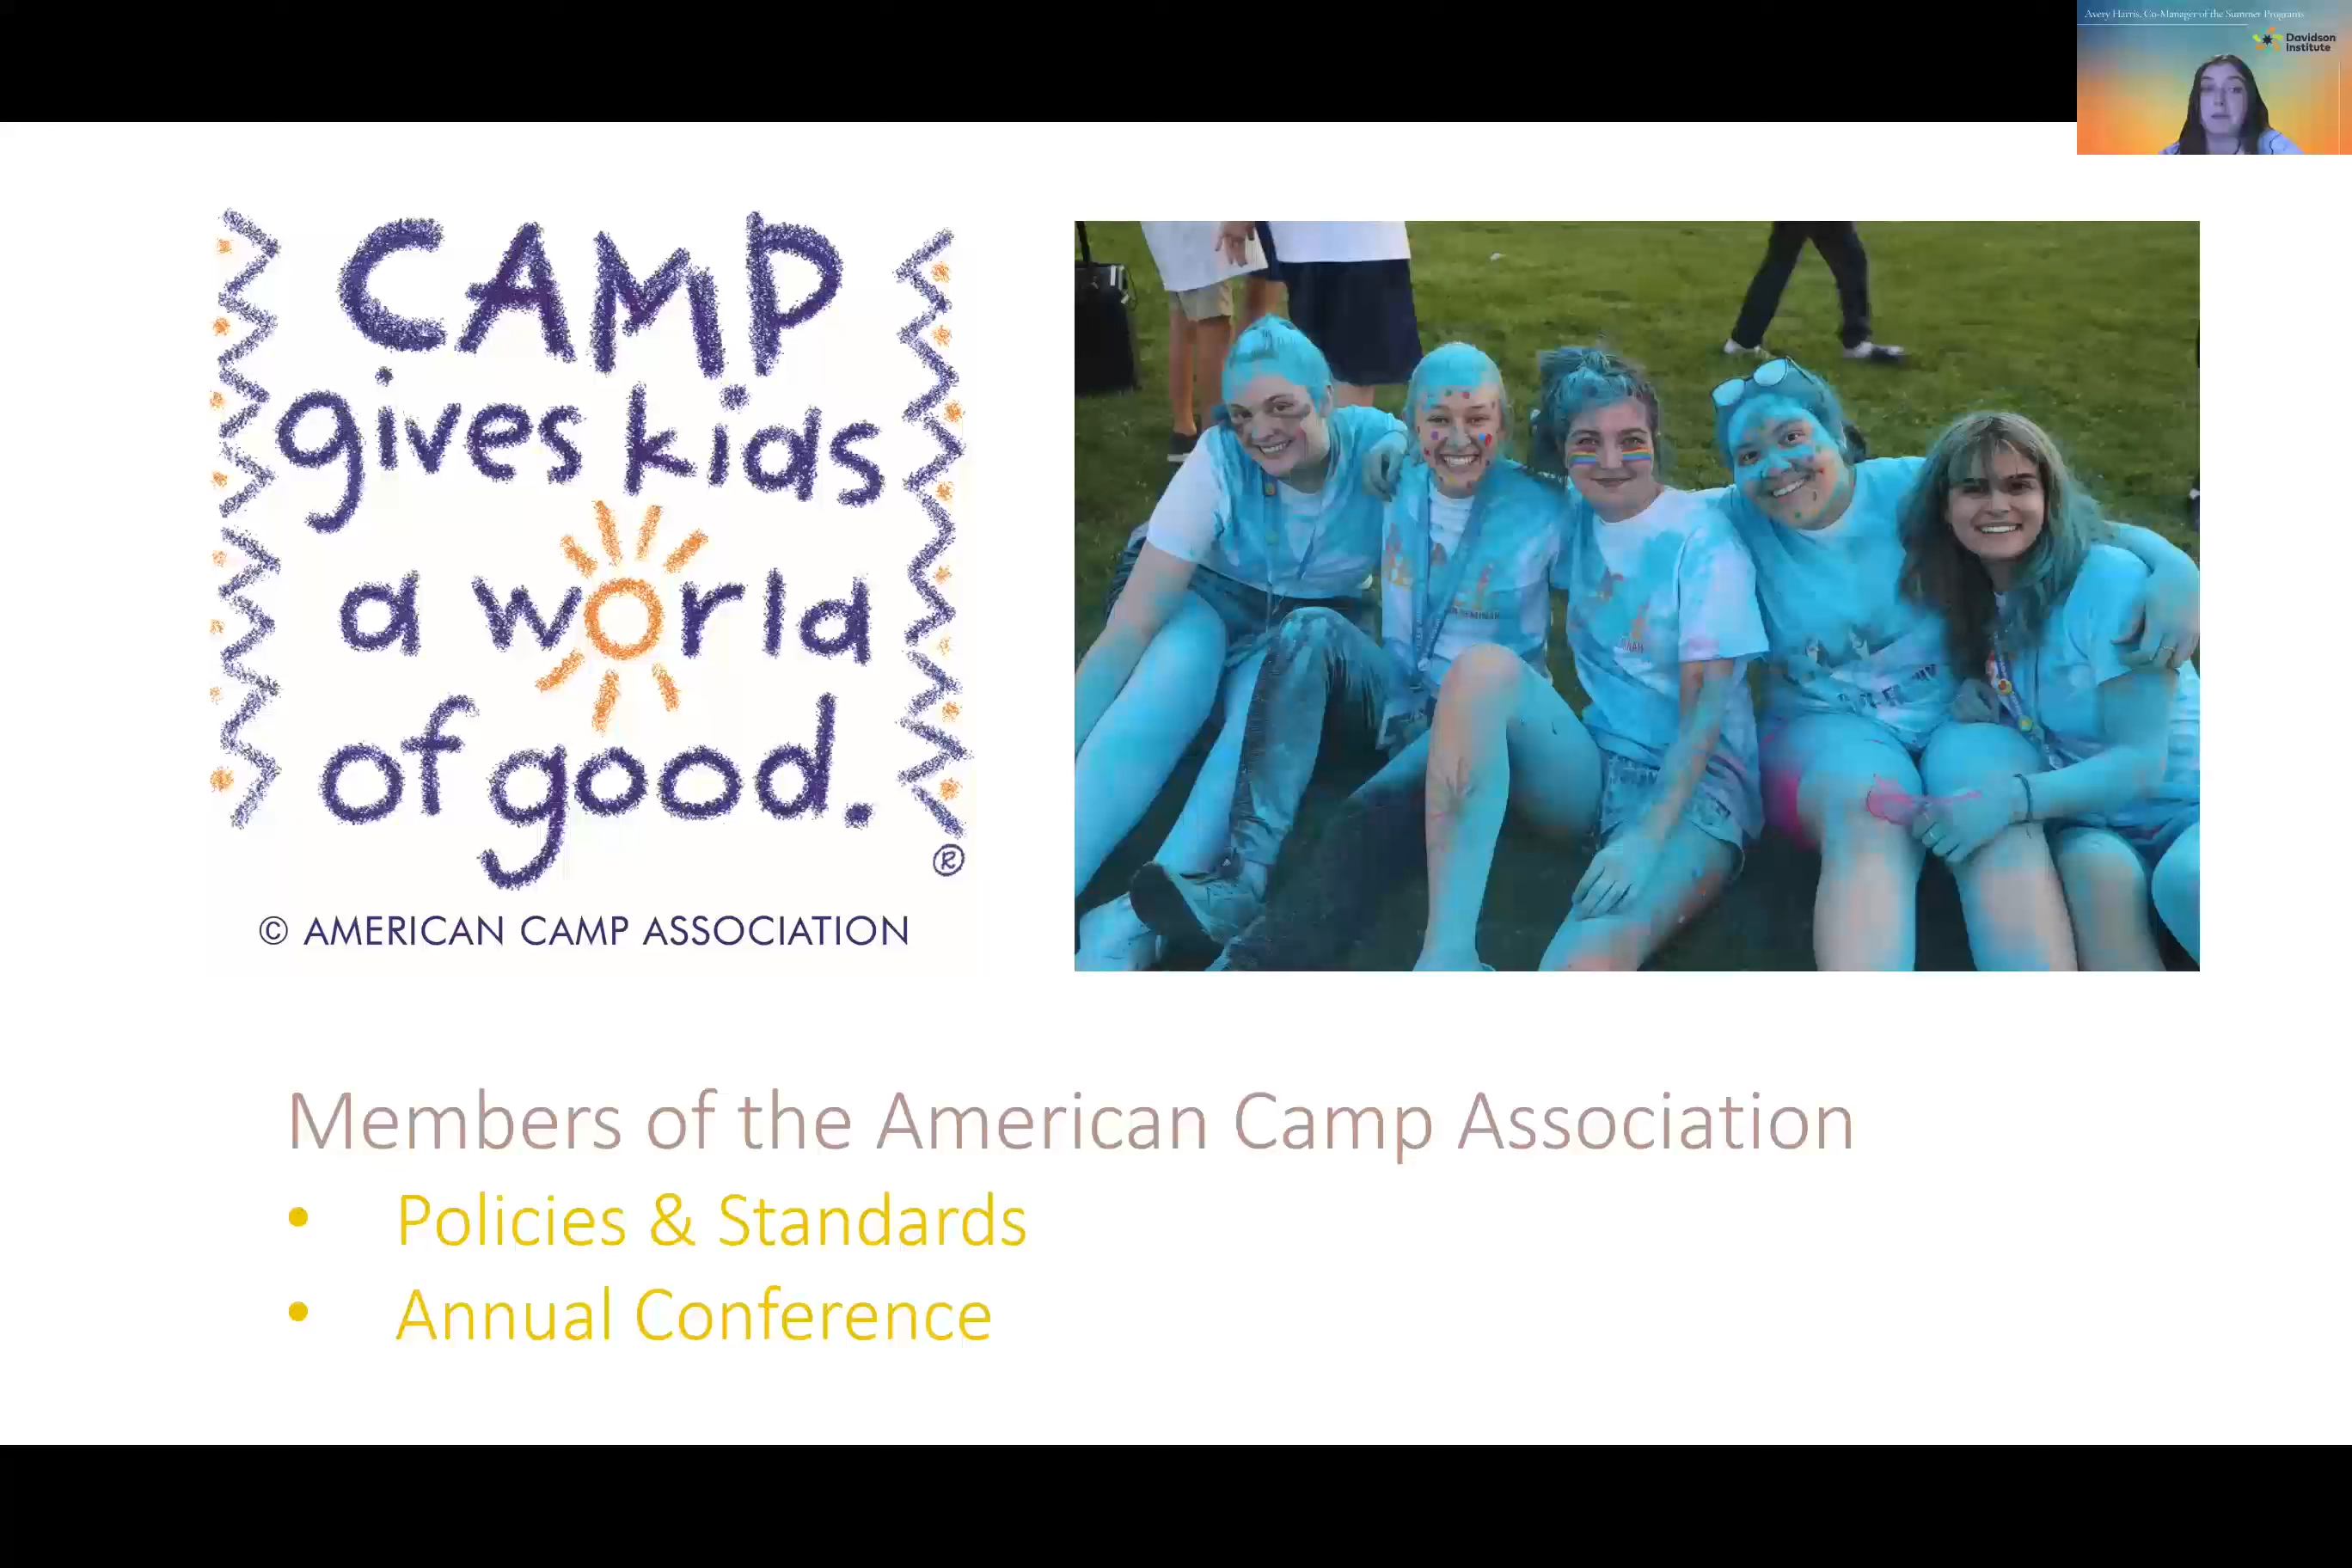 Avery Harris, Co-Manager of the Summer Programs
Davidson
Institute
CAMP
gives kids
a world
of good.
®
© AMERICAN CAMP ASSOCIATION
Members of the American Camp Association
• Policies & Standards
• Annual Conference